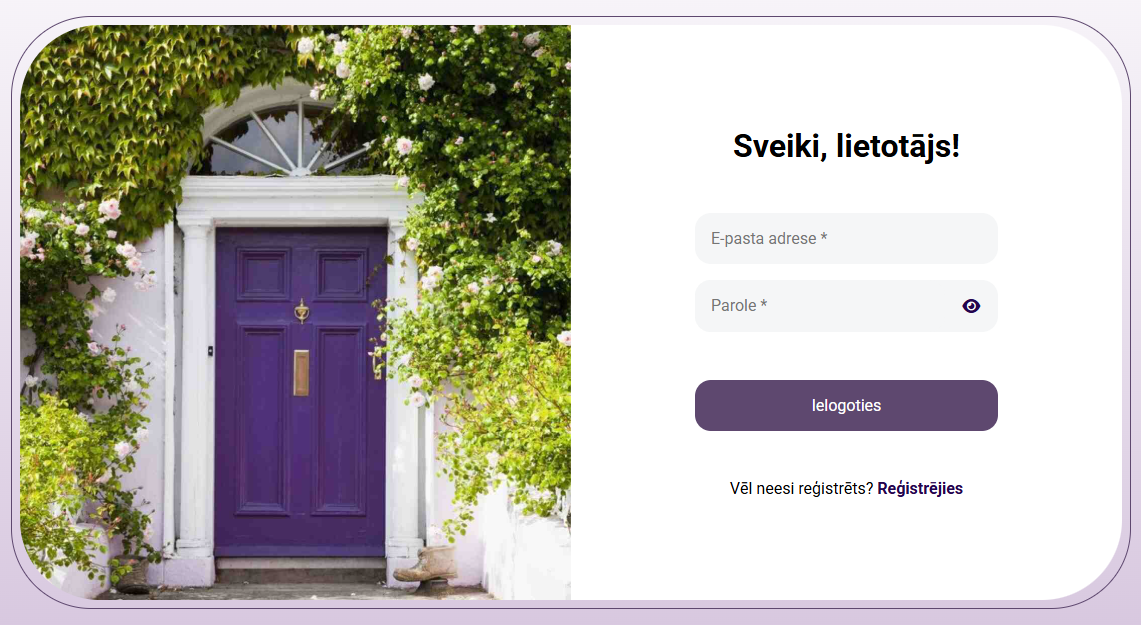 Sveiki, lietotājs!
E-pasta adrese *
Parole *
Ielogoties
Vēl neesi reģistrēts? Reģistrējies